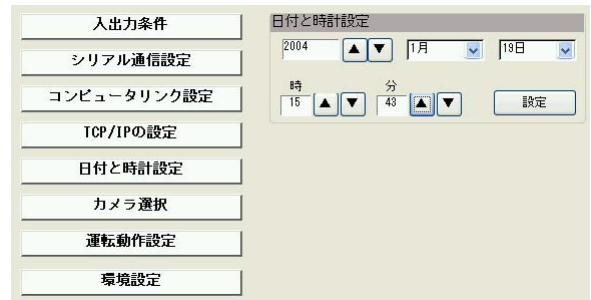 入出力条件
シリアル通信設定
コンピュータリンク設定
TCP/IPの設定
日付と時計設定
カメラ選択
運転動作設定
環境設定
日付と時計設定
2004 1月 19日
時 分
15 43 設定